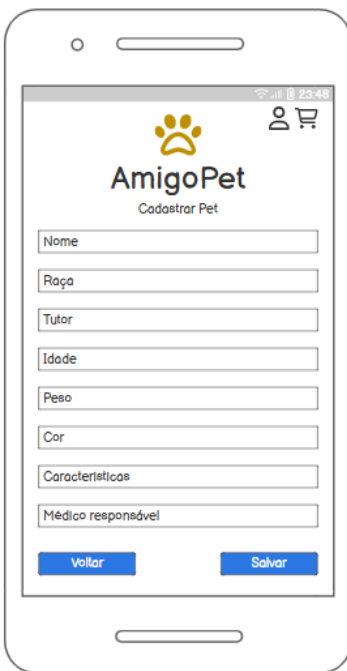 23:48
AmigoPet
Cadastrar Pet
Nome
Raça
Tutor
Idade
Peso
Cor
Características
Médico responsável
Voltar
Salvar